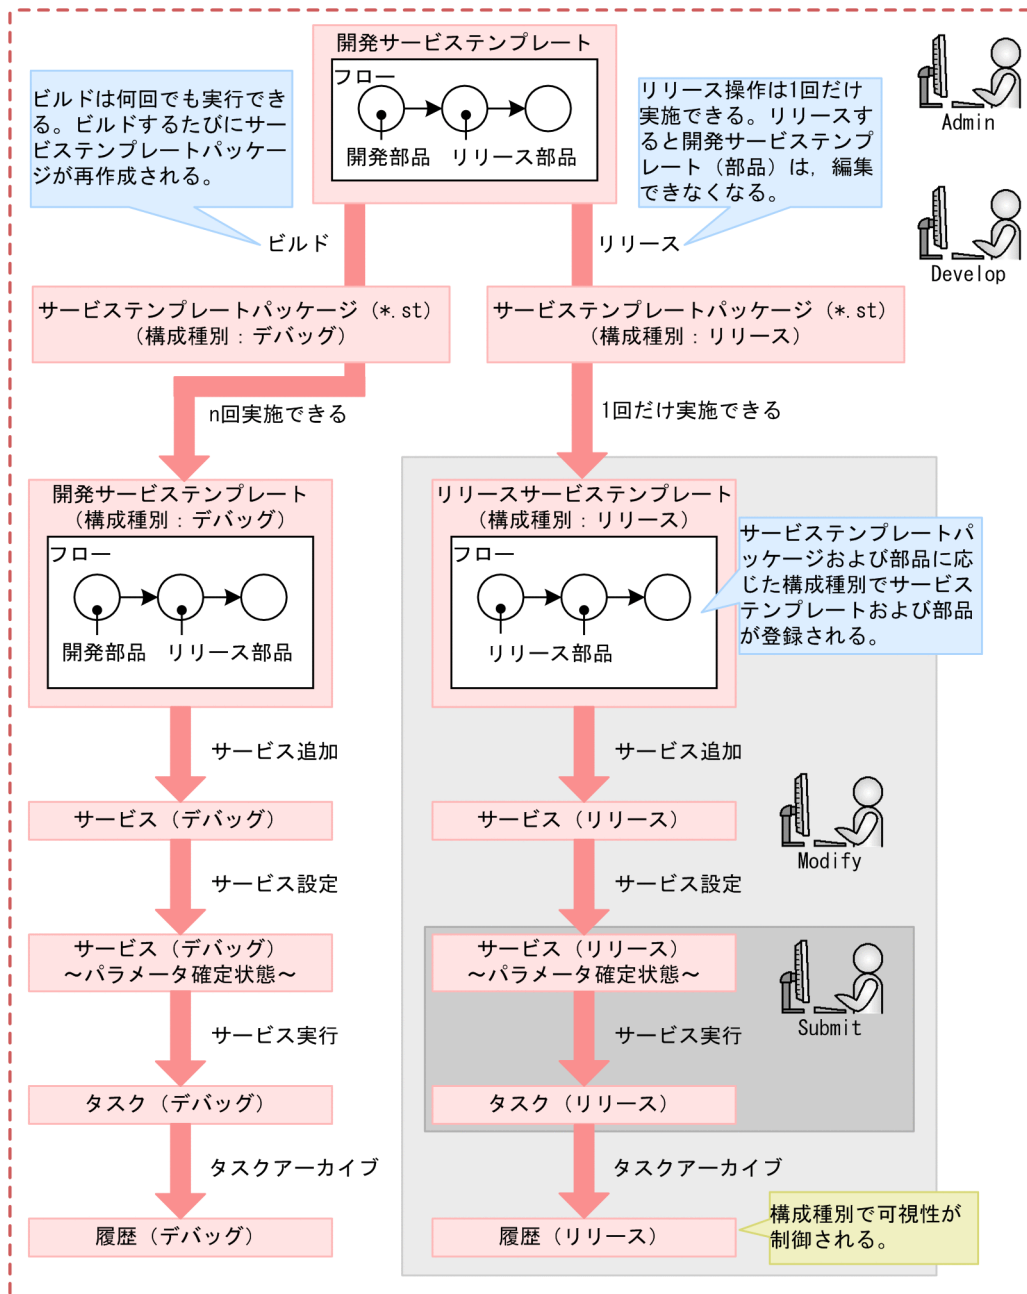 開発サービステンプレート
フロー
開発部品
リリース部品
ビルドは何回でも実行でき
る。ビルドするたびにサー
ビステンプレートパッケー
ジが再作成される。
リリース操作は1回だけ
実施できる。リリースす
ると開発サービステンプ
レート（部品）は，編集
できなくなる。
Admin
Develop
ビルド
リリース
サービステンプレートパッケージ（*.st）
（構成種別：デバッグ）
サービステンプレートパッケージ（*.st）
（構成種別：リリース）
n回実施できる
1回だけ実施できる
開発サービステンプレート
（構成種別：デバッグ）
フロー
開発部品
リリース部品
リリースサービステンプレート
（構成種別：リリース）
フロー
リリース部品
サービステンプレートパ
ッケージおよび部品に応
じた構成種別でサービス
テンプレートおよび部品
が登録される。
サービス追加
サービス追加
サービス（デバッグ）
サービス（リリース）
Modify
サービス設定
サービス設定
サービス（デバッグ）
～パラメータ確定状態～
サービス（リリース）
～パラメータ確定状態～
Submit
サービス実行
サービス実行
タスク（デバッグ）
タスク（リリース）
タスクアーカイブ
タスクアーカイブ
履歴（デバッグ）
履歴（リリース）
構成種別で可視性が
制御される。